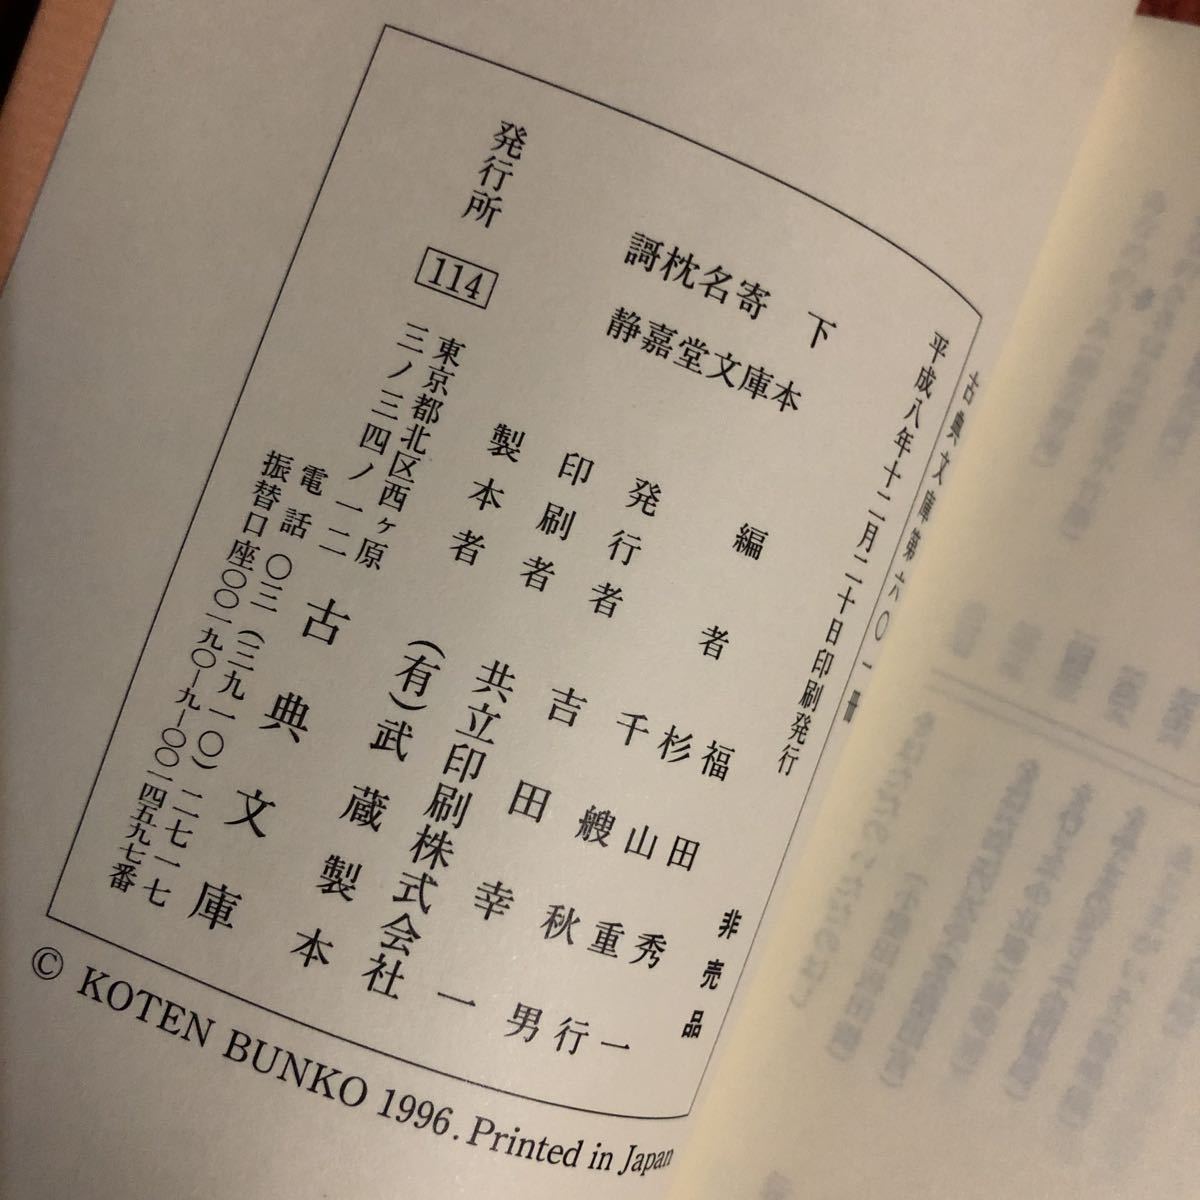 古典文庫第六〇一冊
非売品
平成八年十二月二十日印刷発行
謌枕名寄 下
静嘉堂文庫本
編者 福田秀一
杉山重行
千艘秋男
発行者 吉田幸一
印刷者 共立印刷株式会社
製本者 (有)武蔵製本
発行所 114 東京都北区西ヶ原
三ノ三四ノ一二
古典文庫
電話 〇三(三九一〇)二七一七
振替口座〇〇一九〇-九-〇〇一四五九七番
© KOTEN BUNKO 1996. Printed in Japan